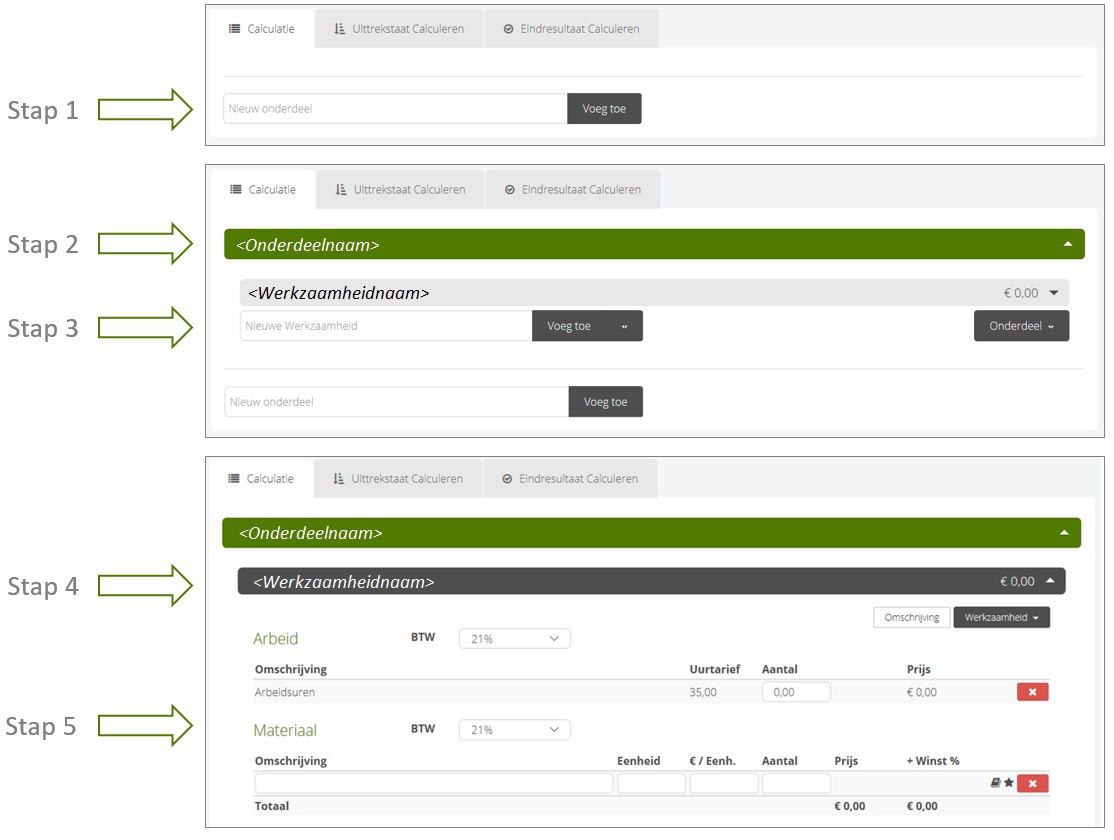 Calculatie Uittrekstaat Calculeren Eindresultaat Calculeren
Stap 1
Nieuw onderdeel Voeg toe
Calculatie Uittrekstaat Calculeren Eindresultaat Calculeren
Stap 2
<Onderdeelnaam>
<Werkzaamheidnaam> € 0,00
Stap 3
Nieuwe Werkzaamheid Voeg toe Onderdeel
Nieuw onderdeel Voeg toe
Calculatie Uittrekstaat Calculeren Eindresultaat Calculeren
<Onderdeelnaam>
Stap 4
<Werkzaamheidnaam> € 0,00
Omschrijving Werkzaamheid
Arbeid BTW 21%
Omschrijving Uurtarief Aantal Prijs
Arbeidsuren 35,00 0,00 € 0,00
Stap 5
Materiaal BTW 21%
Omschrijving Eenheid € / Eenh. Aantal Prijs + Winst %
Totaal € 0,00 € 0,00